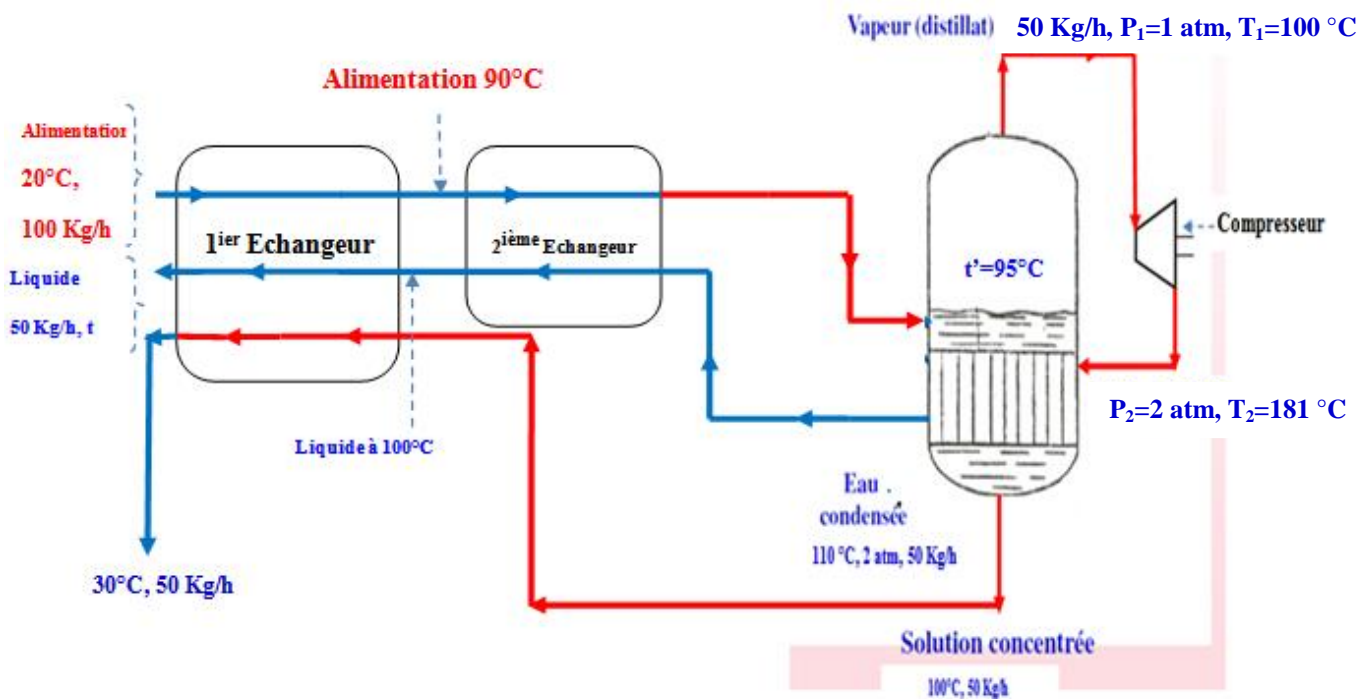 Vapeur (distillat) 50 Kg/h, P₁=1 atm, T₁=100 °C
Alimentation 90°C
Alimentation
20°C,
100 Kg/h
Liquide
50 Kg/h, t
1ier Echangeur
2ième Echangeur
Compresseur
t’=95°C
P₂=2 atm, T₂=181 °C
Liquide à 100°C
Eau .
condensée
110 °C, 2 atm, 50 Kg/h
30°C, 50 Kg/h
Solution concentrée
100°C, 50 Kg/h